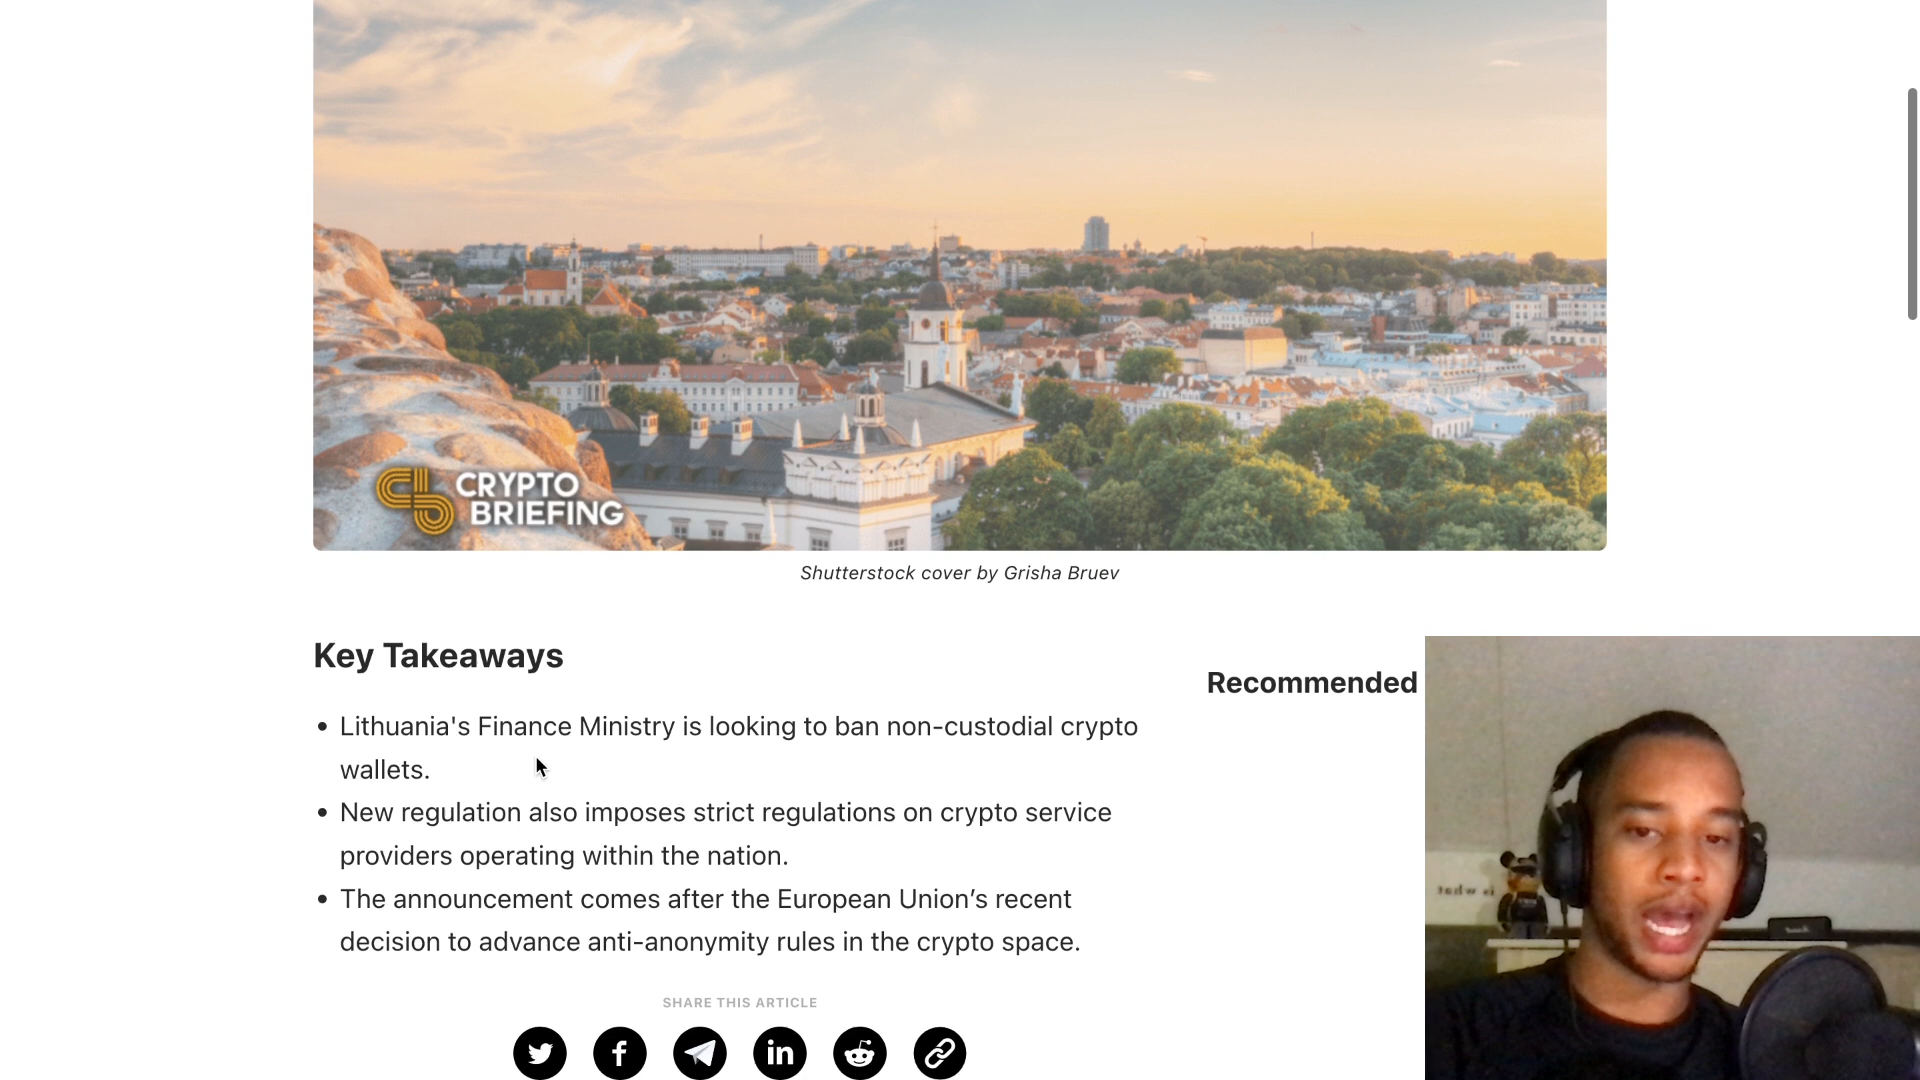 CRYPTO
BRIEFING
Shutterstock cover by Grisha Bruev
Key Takeaways
Recommended
• Lithuania's Finance Ministry is looking to ban non-custodial crypto
wallets.
• New regulation also imposes strict regulations on crypto service
providers operating within the nation.
• The announcement comes after the European Union’s recent
decision to advance anti-anonymity rules in the crypto space.
is what
SHARE THIS ARTICLE